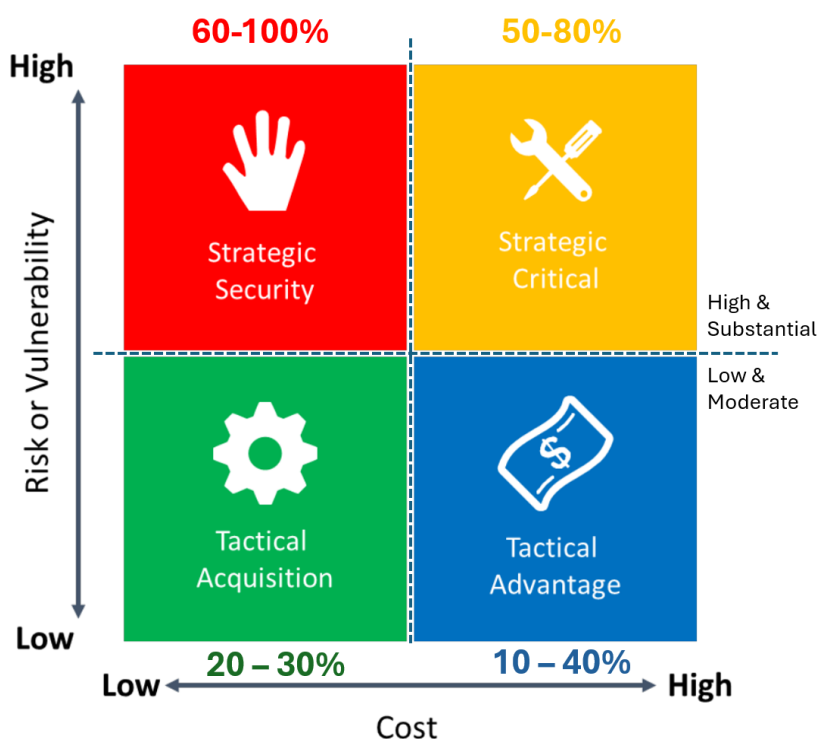 60-100%
50-80%
High
Strategic
Security
Strategic
Critical
Risk or Vulnerability
High &
Substantial
Low &
Moderate
$
Tactical
Acquisition
Tactical
Advantage
Low
20 – 30%
10 – 40%
Low
High
Cost